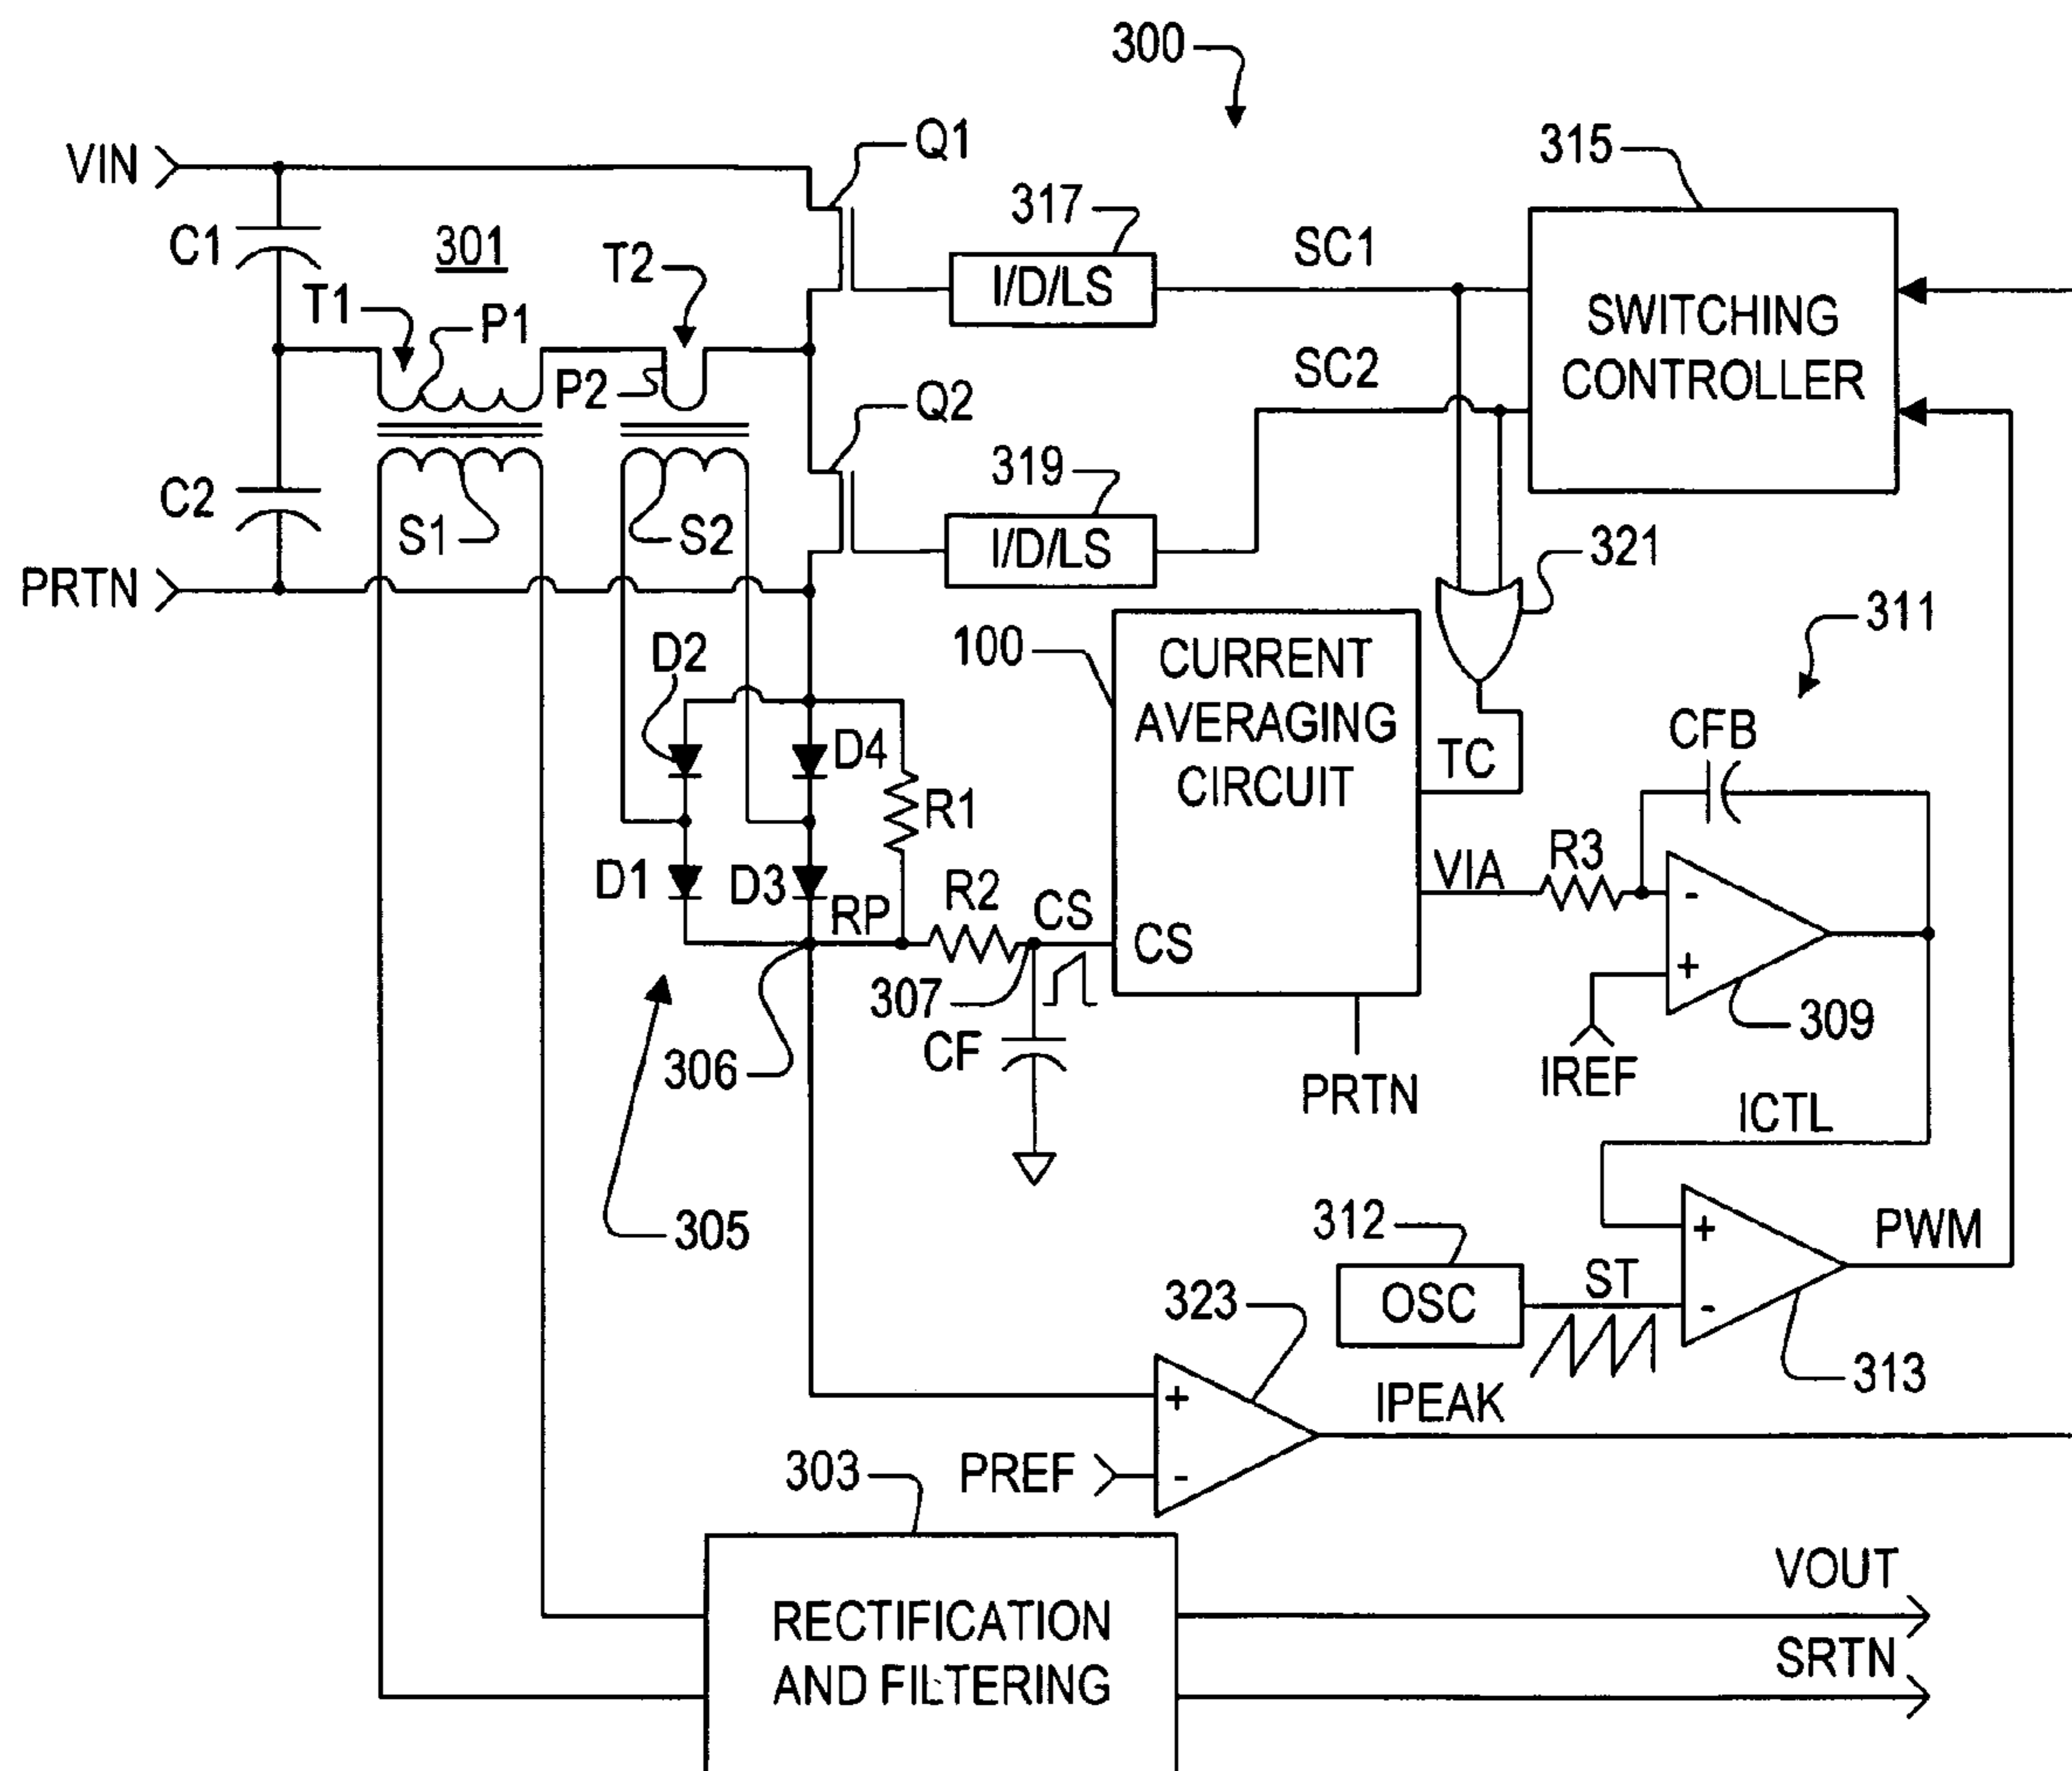 300
VIN
Q1
315
317
C1
301
T2
SC1
I/D/LS
SWITCHING
CONTROLLER
T1
P1
SC2
P2
Q2
319
C2
S1
S2
I/D/LS
321
PRTN
311
100
CURRENT
AVERAGING
CIRCUIT
D2
CFB
D4
TC
R1
R3
VIA
D1
D3
RP
R2
CS
CS
-
+
307
309
306
CF
IREF
PRTN
ICTL
305
312
+
PWM
ST
OSC
-
323
313
+
IPEAK
303
PREF
-
VOUT
RECTIFICATION
AND FILTERING
SRTN